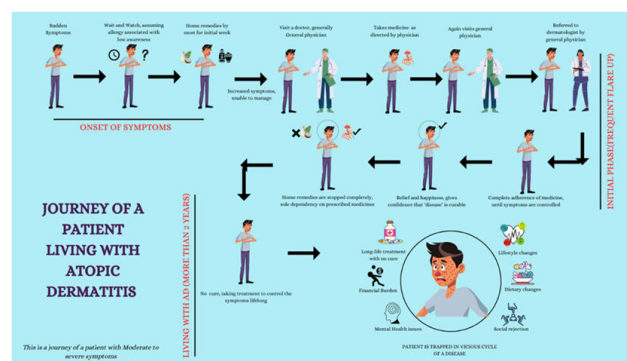 Sudden
Symptoms
Wait and Watch, assuming
allergy associated with
low awareness
Home remedies by
most for initial week
Increased symptoms,
unable to manage
Visit a doctor, generally
General physician
Takes medicine as
directed by physician
Again visits general
physician
Referred to
dermatologist by
general physician
?
ONSET OF SYMPTOMS
INITIAL PHASE(FREQUENT FLARE UP)
Complete adherence of medicine,
until symptoms are controlled
Relief and happiness, gives
confidence that 'disease' is curable
Home remedies are stopped completely,
sole dependency on prescribed medicines
LIVING WITH AD (MORE THAN 2 YEARS)
JOURNEY OF A
PATIENT
LIVING WITH
ATOPIC
DERMATITIS
No cure, taking treatment to control the
symptoms lifelong
Long-life treatment
with no cure
Financial Burden
Mental Health issues
Lifestyle changes
Dietary changes
Social rejection
PATIENT IS TRAPPED IN VICIOUS CYCLE
OF A DISEASE
This is a journey of a patient with Moderate to
severe symptoms